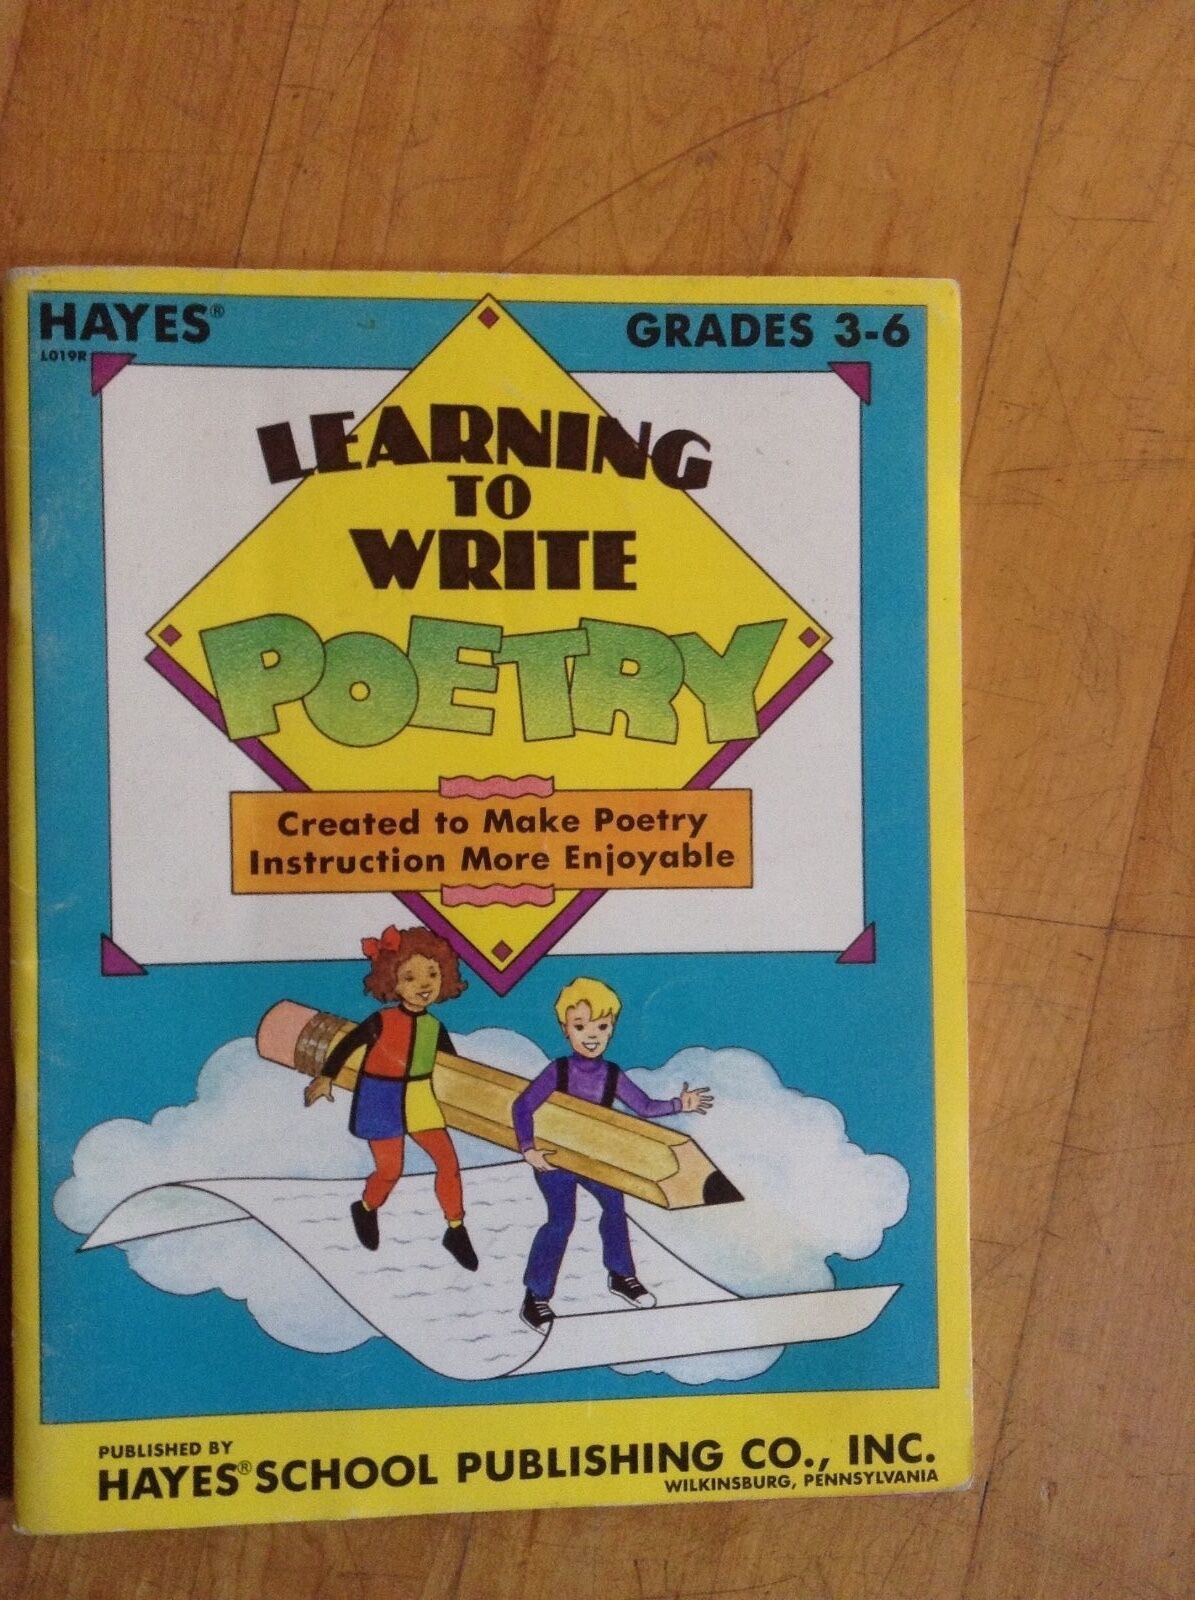 HAYES®
L019R
GRADES 3-6
LEARNING
TO
WRITE
POETRY
Created to Make Poetry
Instruction More Enjoyable
PUBLISHED BY
HAYES® SCHOOL PUBLISHING CO., INC.
WILKINSBURG, PENNSYLVANIA